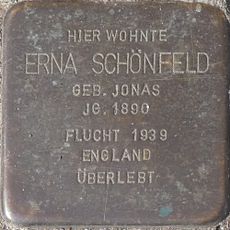 HIER WOHNTE
ERNA SCHÖNFELD
GEB. JONAS
JG. 1890
FLUCHT 1939
ENGLAND
ÜBERLEBT